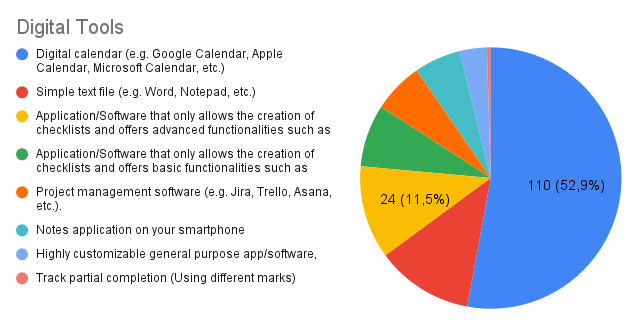 Digital Tools
Digital calendar (e.g. Google Calendar, Apple
Calendar, Microsoft Calendar, etc.)
Simple text file (e.g. Word, Notepad, etc.)
Application/Software that only allows the creation of
checklists and offers advanced functionalities such as
Application/Software that only allows the creation of
checklists and offers basic functionalities such as
Project management software (e.g. Jira, Trello, Asana,
etc.).
Notes application on your smartphone
Highly customizable general purpose app/software,
Track partial completion (Using different marks)
110 (52,9%)
24 (11,5%)